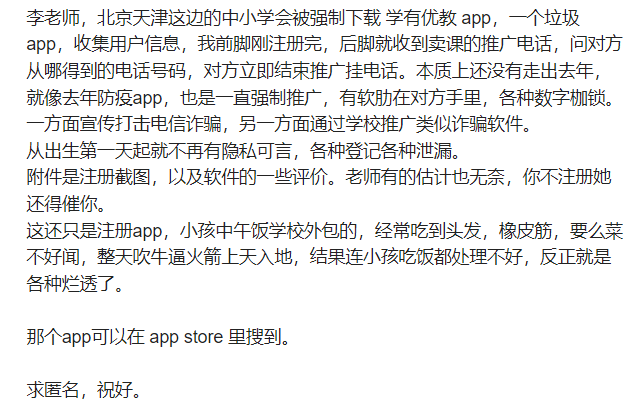 李老师，北京天津这边的中小学会被强制下载 学有优教 app，一个垃圾
app，收集用户信息，我前脚刚注册完，后脚就收到卖课的推广电话，问对方
从哪得到的电话号码，对方立即结束推广挂电话。本质上还没有走出去年，
就像去年防疫app，也是一直强制推广，有软肋在对方手里，各种数字枷锁。
一方面宣传打击电信诈骗，另一方面通过学校推广类似诈骗软件。
从出生第一天起就不再有隐私可言，各种登记各种泄漏。
附件是注册截图，以及软件的一些评价。老师有的估计也无奈，你不注册她
还得催你。
这还只是注册app，小孩中午饭学校外包的，经常吃到头发，橡皮筋，要么菜
不好闻，整天吹牛逼火箭上天入地，结果连小孩吃饭都处理不好，反正就是
各种烂透了。
那个app可以在 app store 里搜到。
求匿名，祝好。